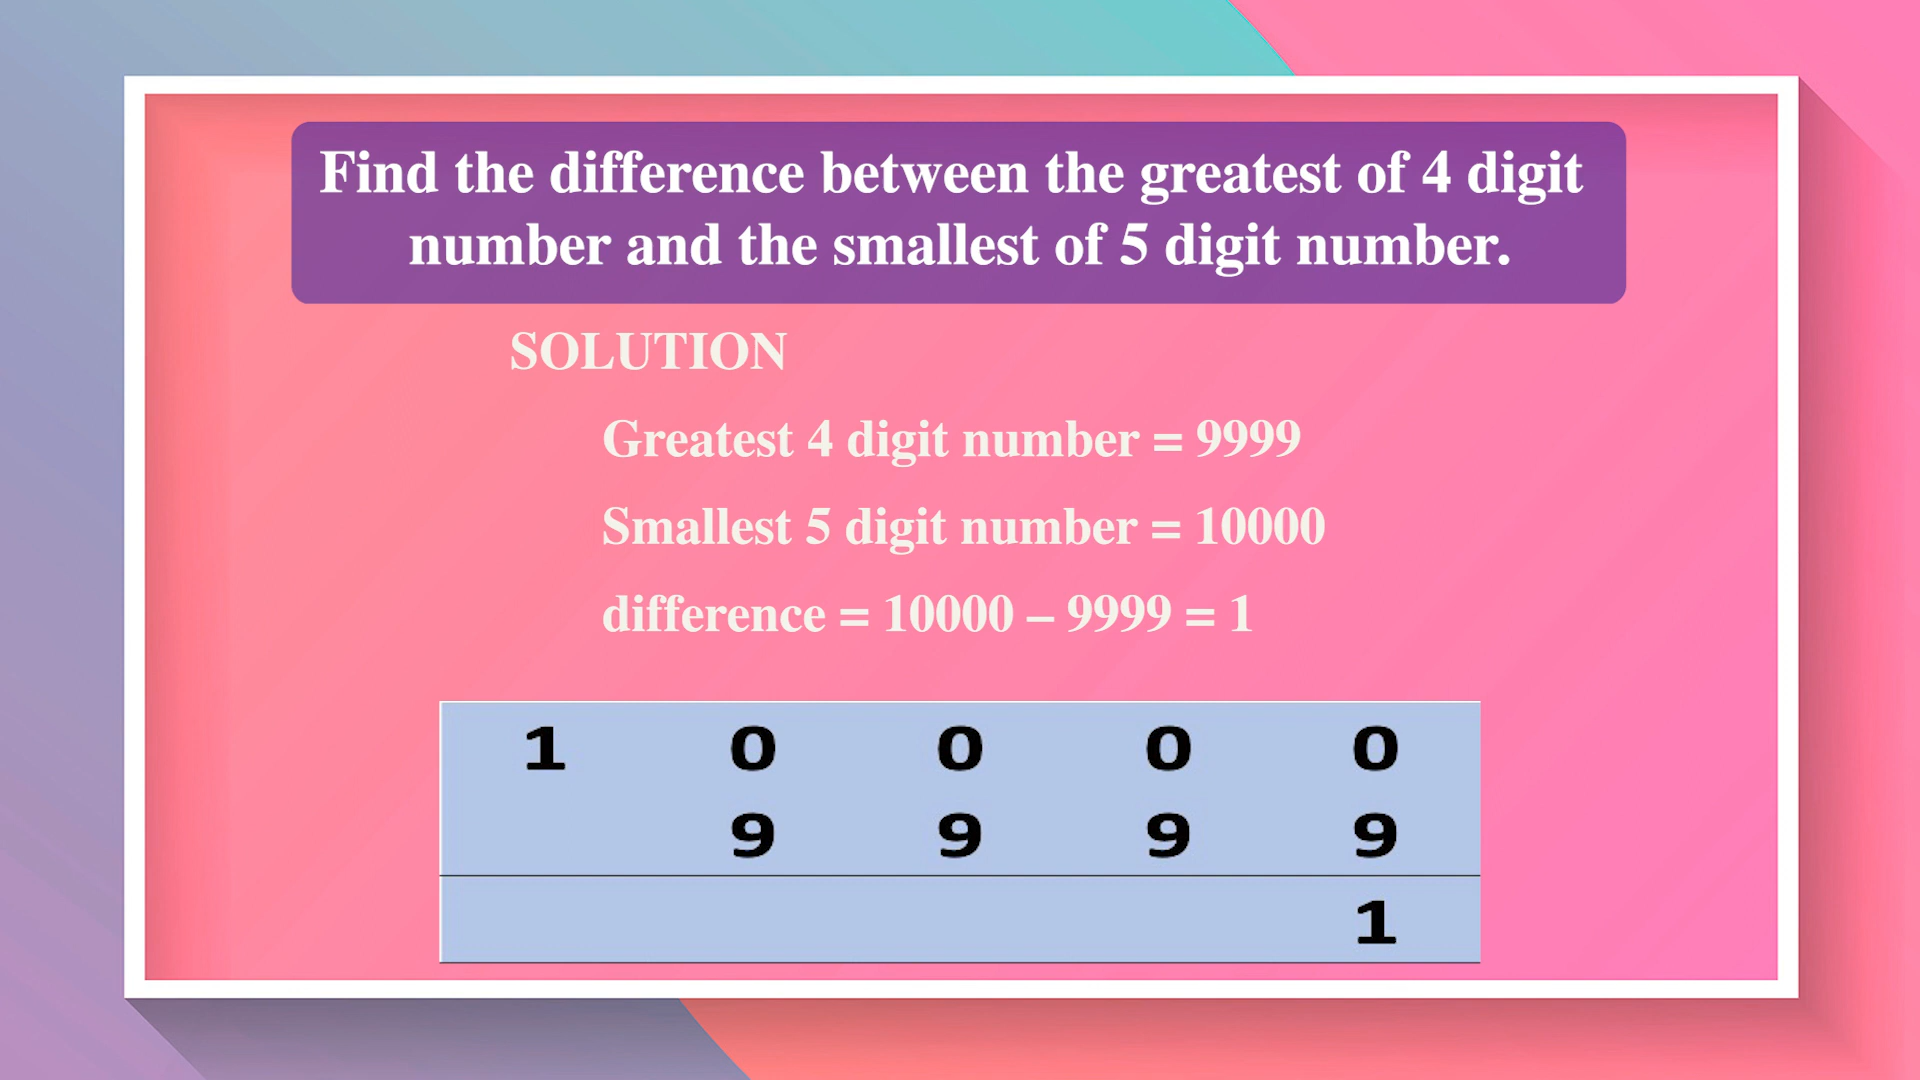 Find the difference between the greatest of 4 digit
number and the smallest of 5 digit number.
SOLUTION
Greatest 4 digit number = 9999
Smallest 5 digit number = 10000
difference = 10000 – 9999 = 1
1 0 0 0 0
9 9 9 9
1